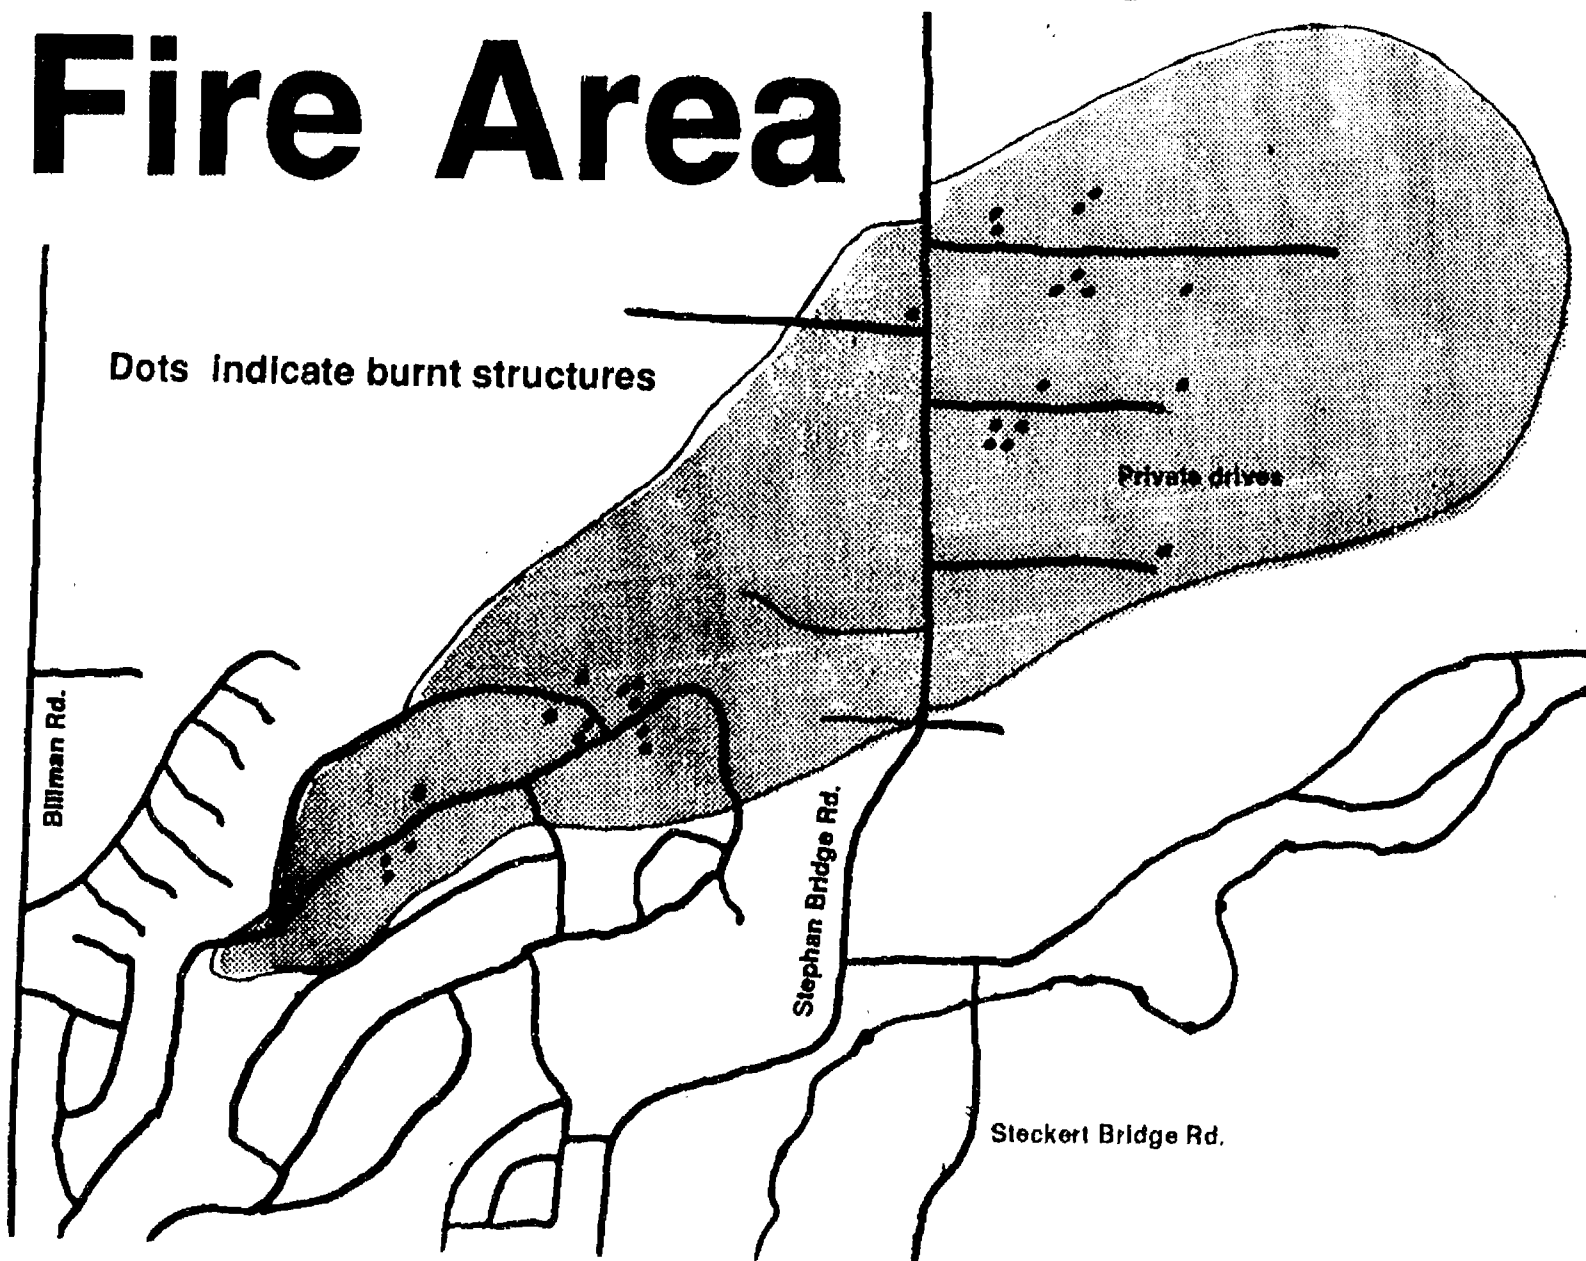 Fire Area
Dots indicate burnt structures
Private drives
Billman Rd.
Stephan Bridge Rd.
Steckert Bridge Rd.